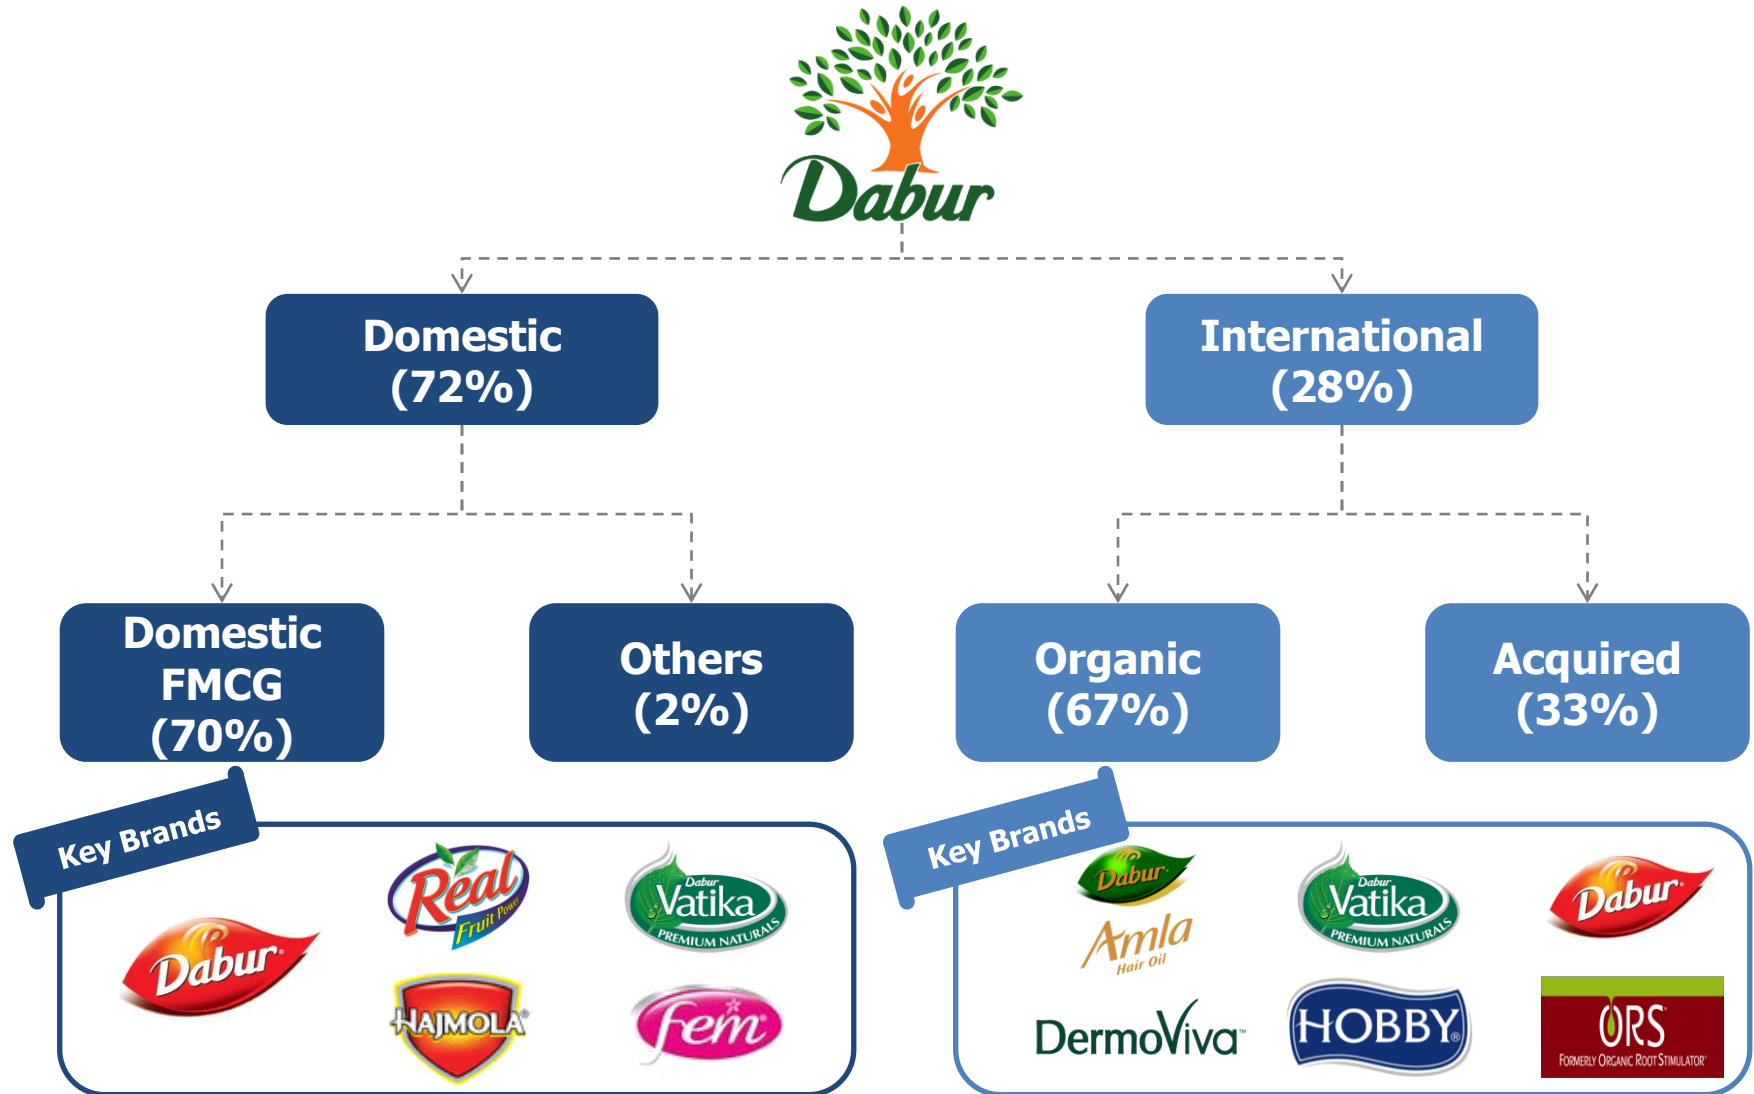 Dabur
Domestic
(72%)
International
(28%)
Domestic
FMCG
(70%)
Others
(2%)
Organic
(67%)
Acquired
(33%)
Key Brands
Dabur®
Réal
Fruit Power
HAJMOLA®
Dabur
Vatika
PREMIUM NATURALS
fem
Key Brands
Dabur
Amla
Hair Oil
Dabur
Vatika
PREMIUM NATURALS
Dabur®
DermoViva™
HOBBY®
ORS
FORMERLY ORGANIC ROOT STIMULATOR